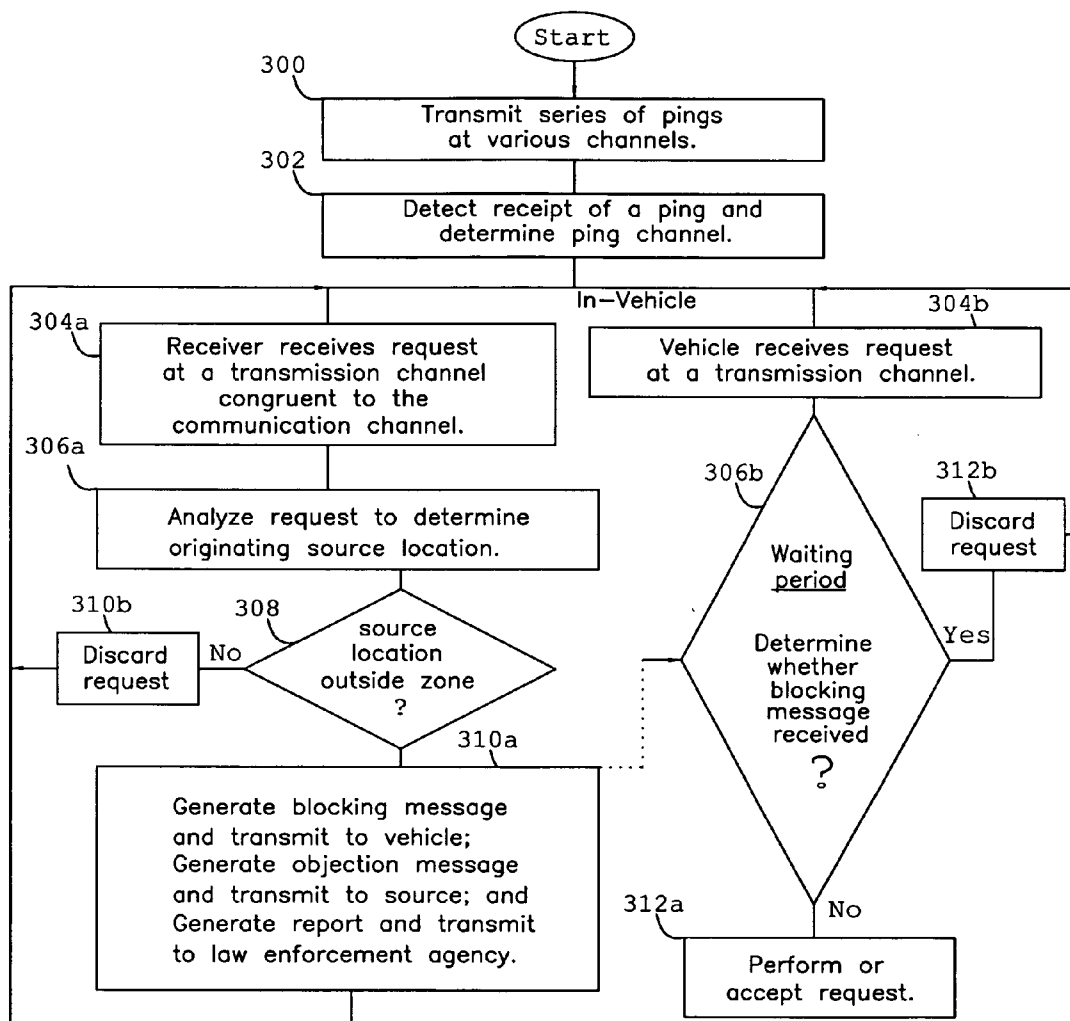 Start
300
Transmit series of pings
at various channels.
302
Detect receipt of a ping and
determine ping channel.
In-Vehicle
304a
Receiver receives request
at a transmission channel
congruent to the
communication channel.
304b
Vehicle receives request
at a transmission channel.
306a
Analyze request to determine
originating source location.
306b
Waiting
period
Determine
whether
blocking
message
received
?
312b
Discard
request
Yes
310b
Discard
request
No
308
source
location
outside zone
?
310a
Generate blocking message
and transmit to vehicle;
Generate objection message
and transmit to source; and
Generate report and transmit
to law enforcement agency.
No
312a
Perform or
accept request.